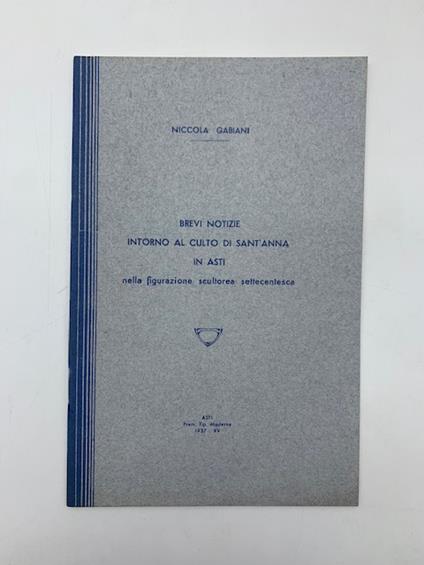 NICCOLA GABIANI
BREVI NOTIZIE
INTORNO AL CULTO DI SANT'ANNA
IN ASTI
nella figurazione scultorea settecentesca
ASTI
Prem. Tip. Moderna
1937 - XV